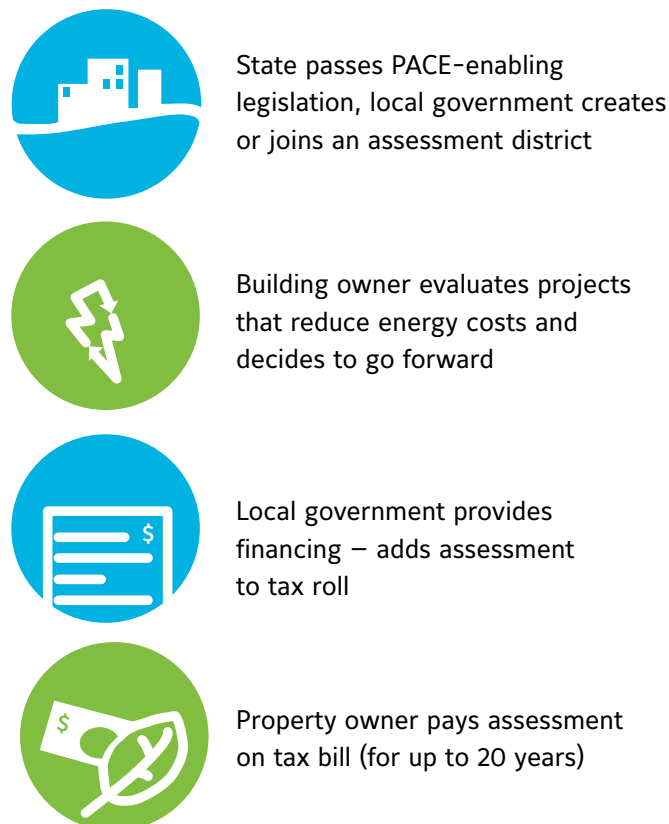 State passes PACE-enabling
legislation, local government creates
or joins an assessment district
Building owner evaluates projects
that reduce energy costs and
decides to go forward
$
Local government provides
financing – adds assessment
to tax roll
$
Property owner pays assessment
on tax bill (for up to 20 years)